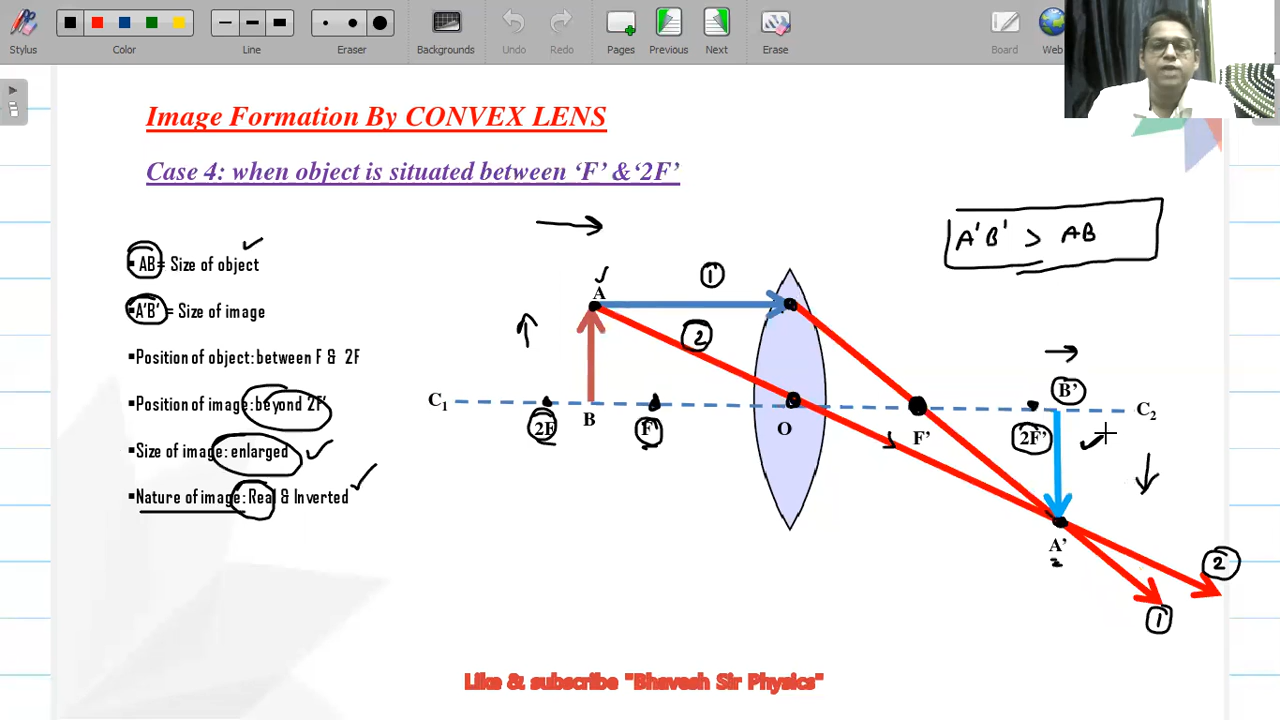 Stylus
Color
Line
Eraser
Backgrounds
Undo
Redo
Pages
Previous
Next
Erase
Board
Web
Image Formation By CONVEX LENS
Case 4: when object is situated between ‘F’ &‘2F’
▪ AB= Size of object
▪ A'B' = Size of image
▪Position of object: between F & 2F
▪Position of image: beyond 2F'
▪Size of image: enlarged
▪Nature of image: Real & Inverted
A'B' > AB
1
A
2
B'
C₁
2F
B
F
O
F’
2F’
C₂
A’
2
1
Like & subscribe "Bhavesh Sir Physics"